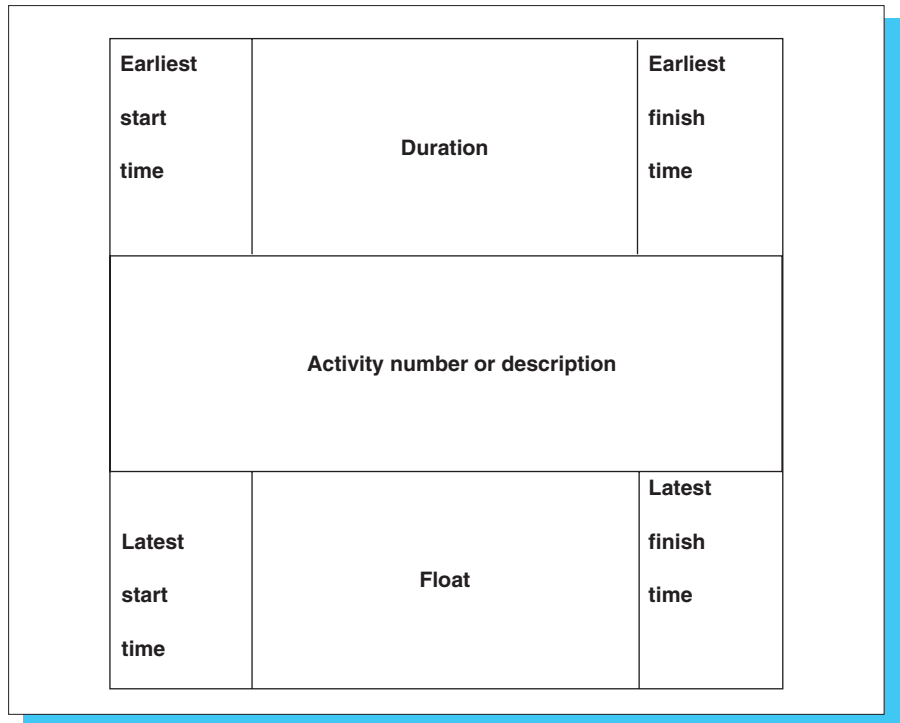 Earliest
start
time
Duration
Earliest
finish
time
Activity number or description
Latest
start
time
Float
Latest
finish
time